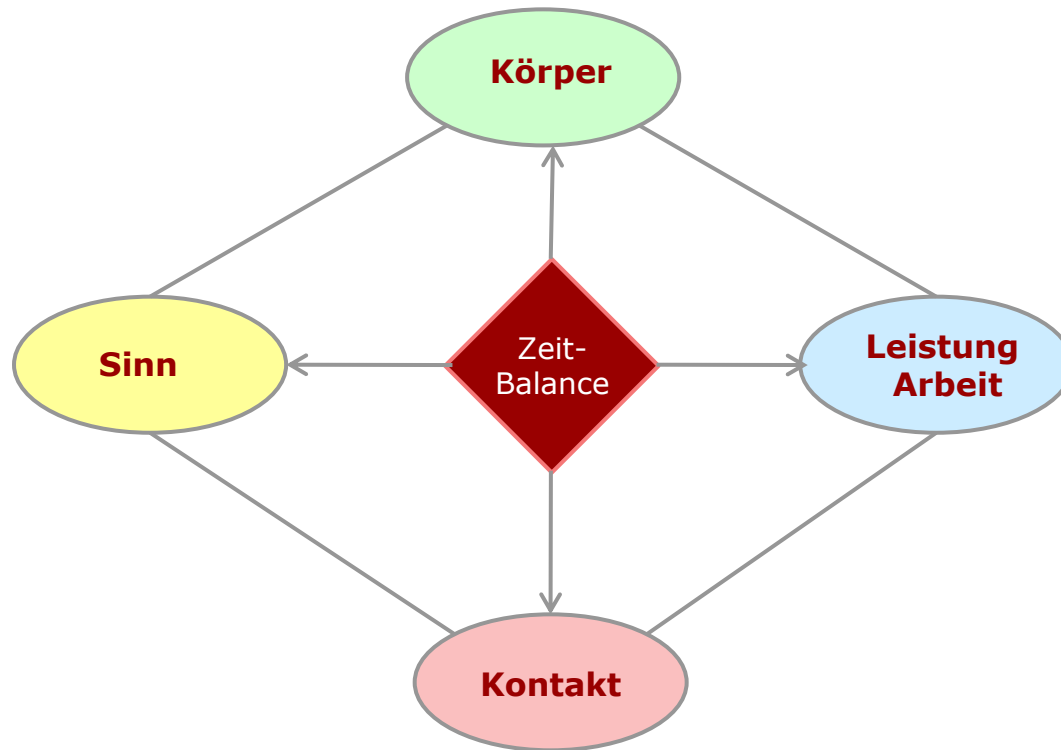 Körper
Sinn
Zeit-
Balance
Leistung
Arbeit
Kontakt